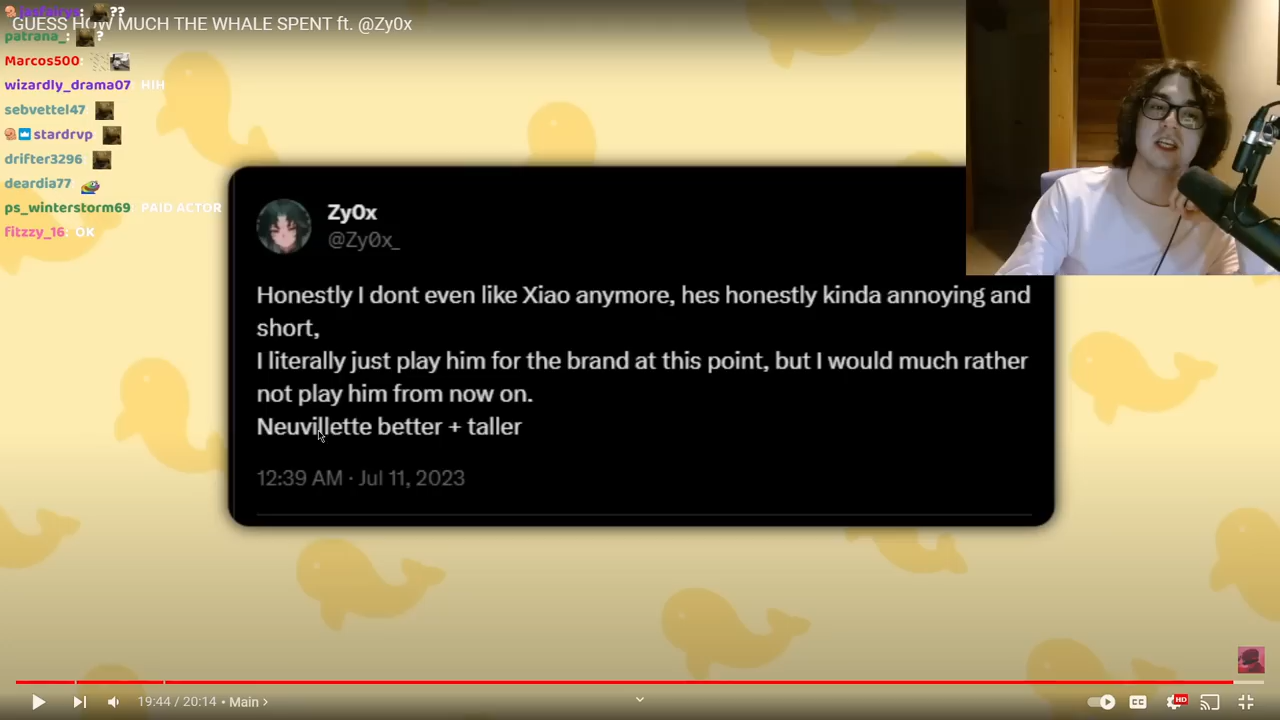 GUESS HOW MUCH THE WHALE SPENT ft. @Zy0x
jasfairys: ??
patrana_: ?
Marcos500
wizardly_drama07 HIH
sebvettel47
stardrvp
drifter3296
deardia77
ps_winterstorm69 PAID ACTOR
fitzzy_16: OK
Zy0x
@Zy0x_
Honestly I dont even like Xiao anymore, hes honestly kinda annoying and
short,
I literally just play him for the brand at this point, but I would much rather
not play him from now on.
Neuvillette better + taller
12:39 AM · Jul 11, 2023
19:44 / 20:14 • Main >
CC
HD